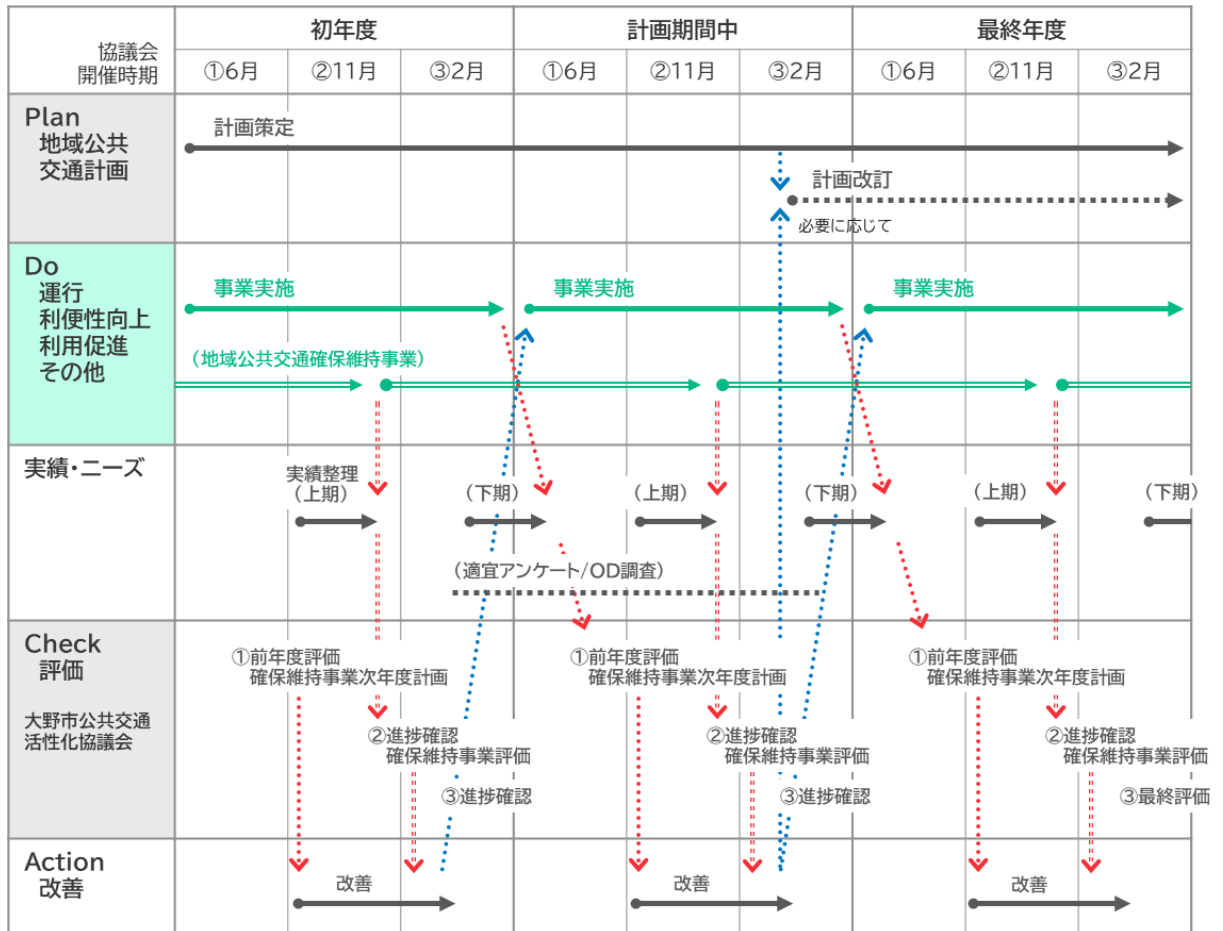 協議会
開催時期
初年度
計画期間中
最終年度
①6月
②11月
③2月
①6月
②11月
③2月
①6月
②11月
③2月
Plan
地域公共
交通計画
計画策定
計画改訂
必要に応じて
Do
運行
利便性向上
利用促進
その他
事業実施
事業実施
事業実施
(地域公共交通確保維持事業)
実績・ニーズ
実績整理
(上期)
(下期)
(上期)
(下期)
(上期)
(下期)
(適宜アンケート/OD調査)
Check
評価
大野市公共交通
活性化協議会
①前年度評価
確保維持事業次年度計画
①前年度評価
確保維持事業次年度計画
①前年度評価
確保維持事業次年度計画
②進捗確認
確保維持事業評価
②進捗確認
確保維持事業評価
②進捗確認
確保維持事業評価
③進捗確認
③進捗確認
③最終評価
Action
改善
改善
改善
改善